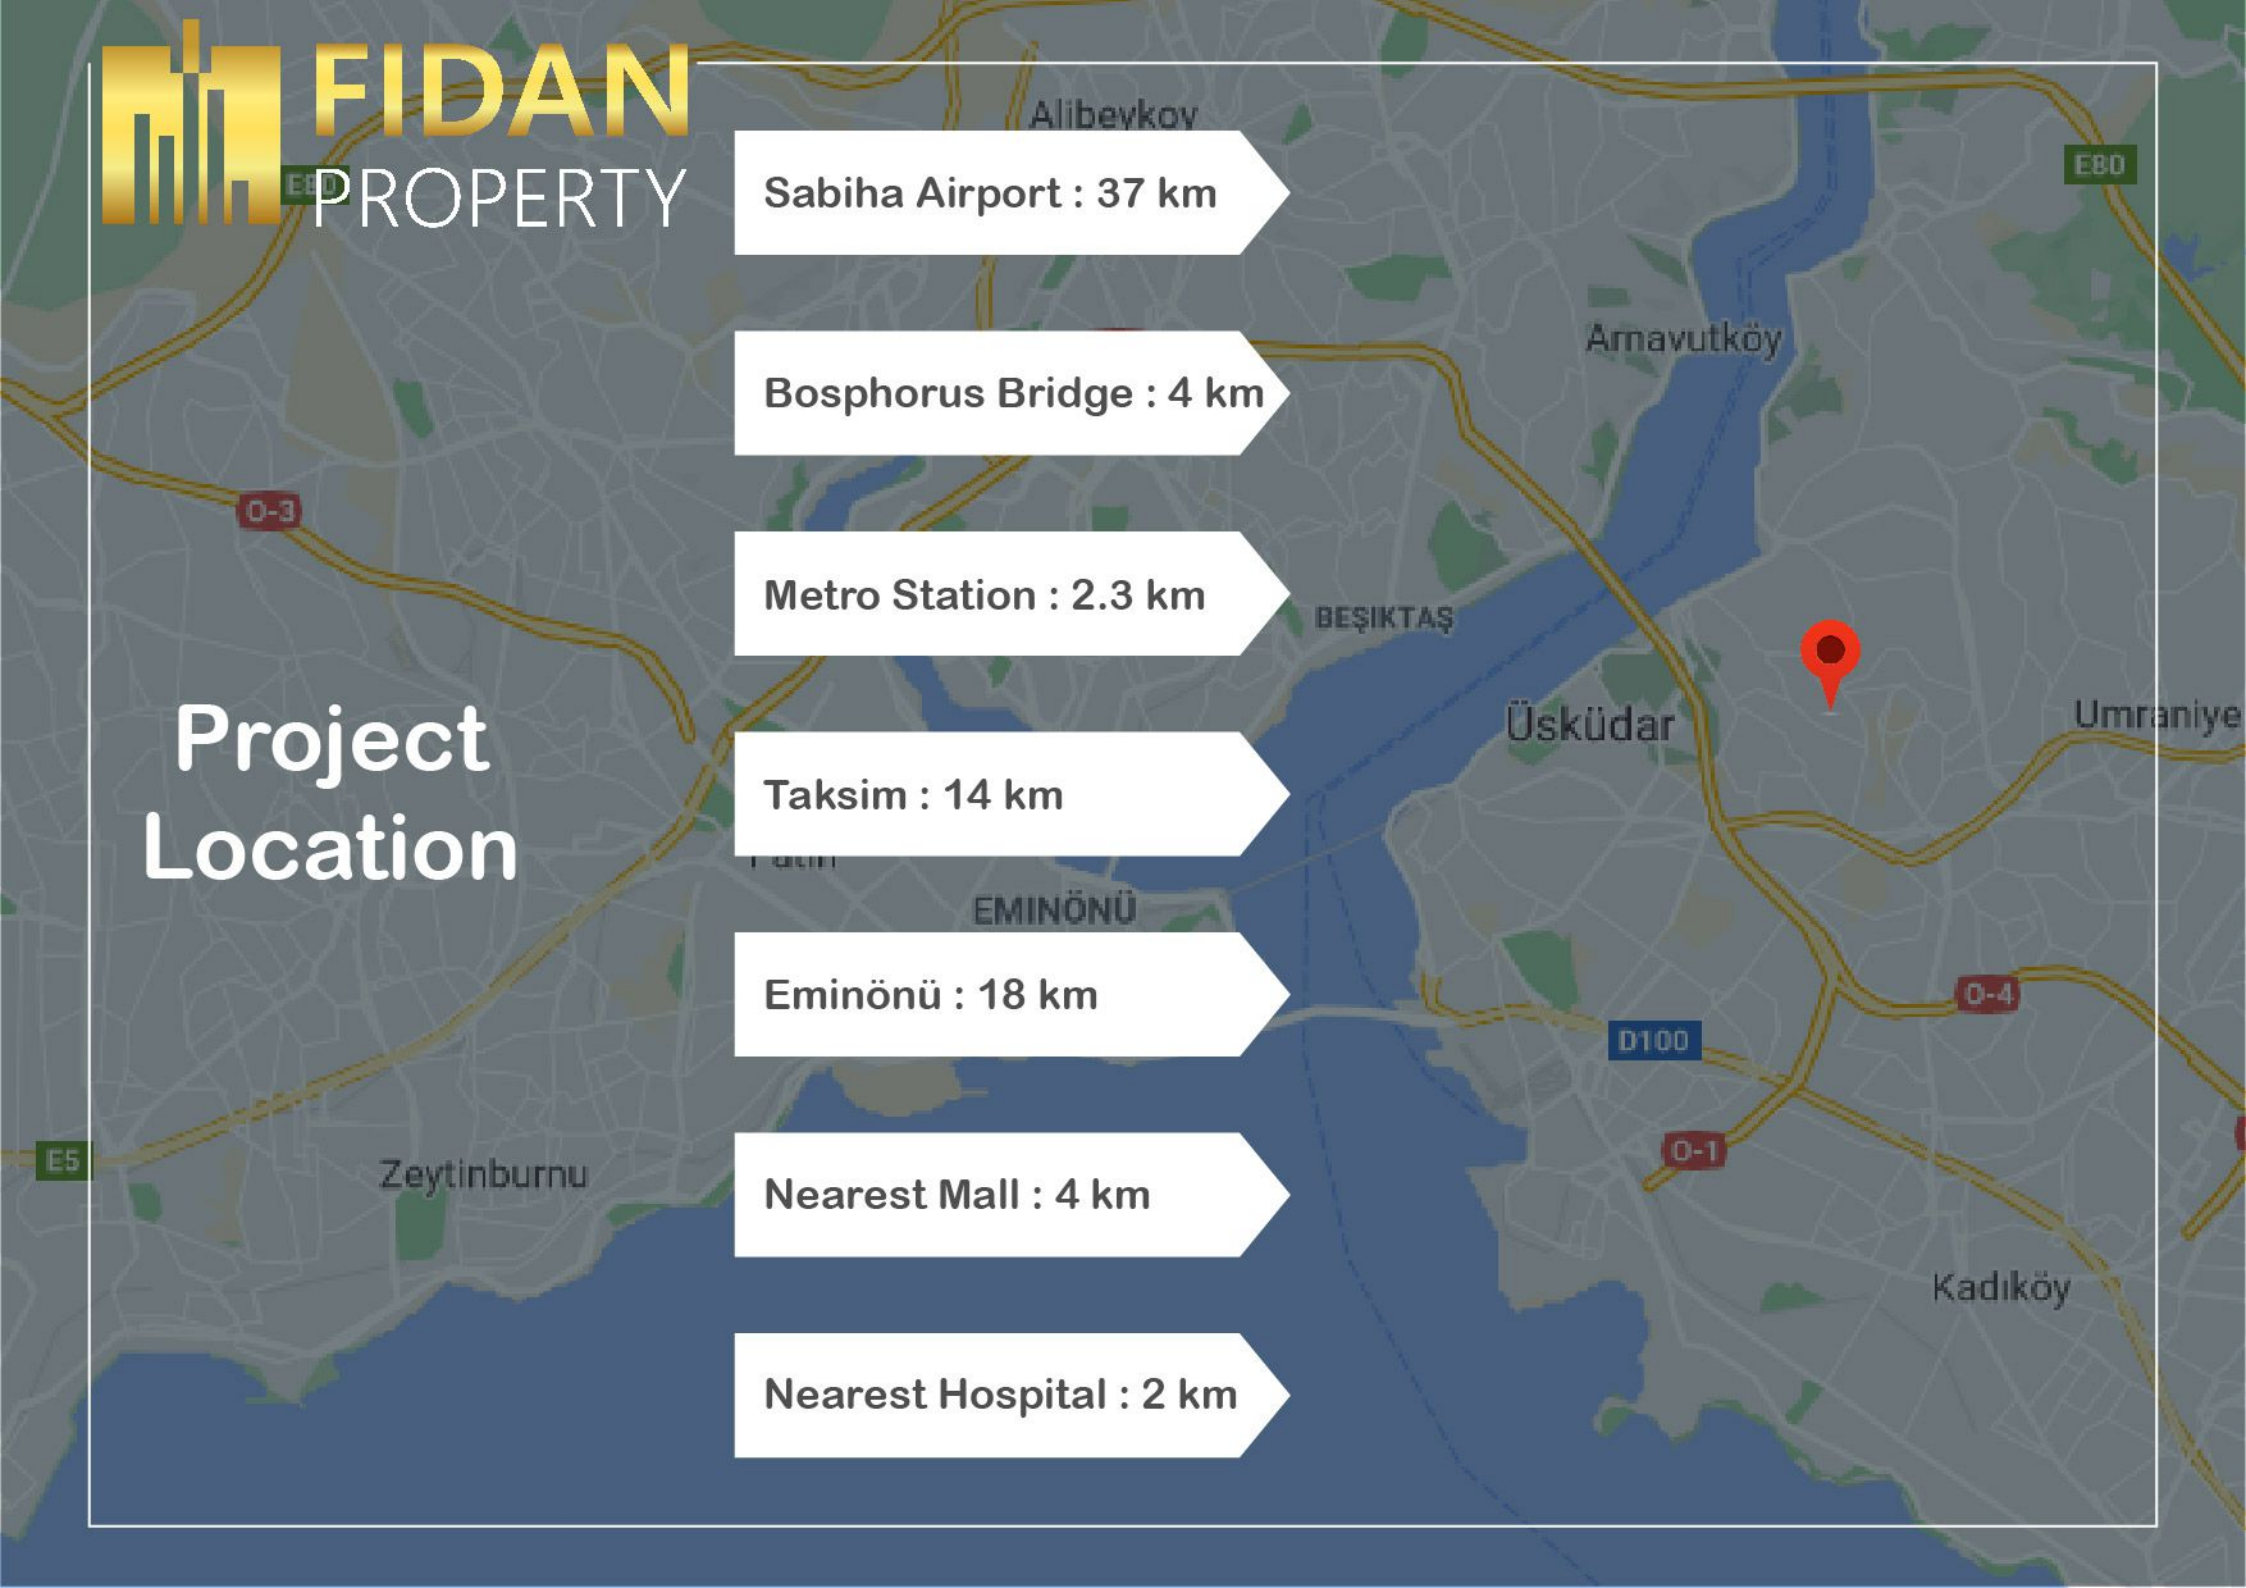 FIDAN
PROPERTY
Project
Location
Sabiha Airport : 37 km
Bosphorus Bridge : 4 km
Metro Station : 2.3 km
Taksim : 14 km
Eminönü : 18 km
Nearest Mall : 4 km
Nearest Hospital : 2 km
Alibeykoy
E80
E80
Arnavutköy
O-3
BEŞIKTAŞ
Üsküdar
Umraniye
Fatih
EMINÖNÜ
O-4
D100
O-1
E5
Zeytinburnu
Kadıköy